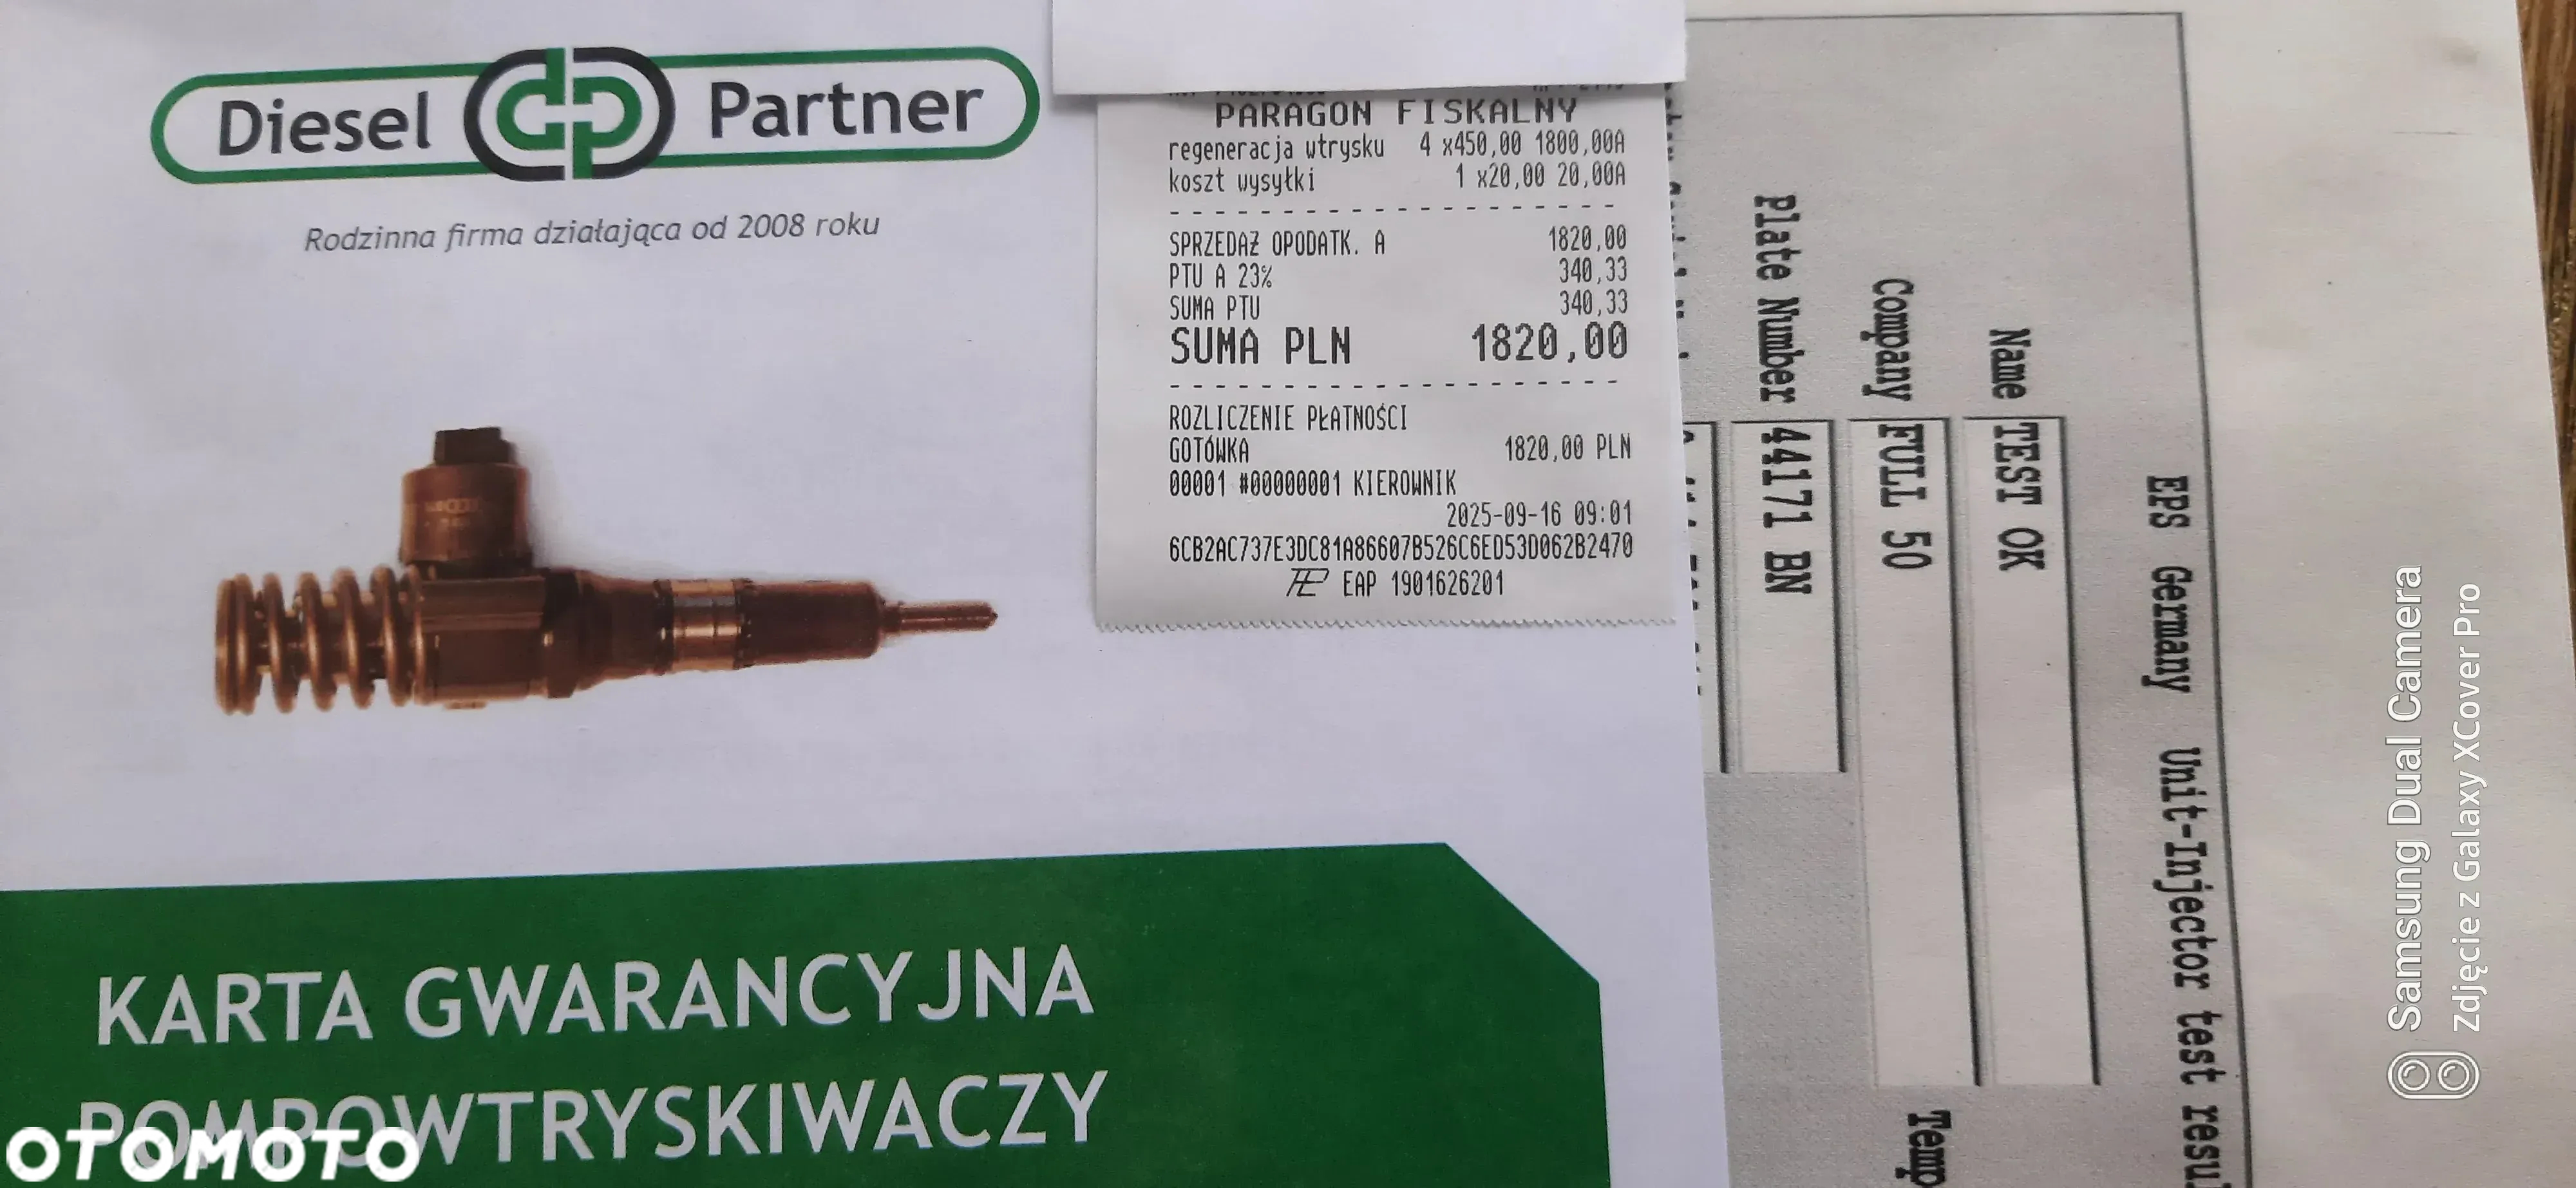 Diesel Partner
Rodzinna firma działająca od 2008 roku
KARTA GWARANCYJNA
POMPOWTRYSKIWACZY
PARAGON FISKALNY
regeneracja wtrysku 4 x450,00 1800,00A
koszt wysyłki 1 x20,00 20,00A
SPRZEDAŻ OPODATK. A 1820,00
PTU A 23% 340,33
SUMA PTU 340,33
SUMA PLN 1820,00
ROZLICZENIE PŁATNOŚCI
GOTÓWKA 1820,00 PLN
00001 #00000001 KIEROWNIK
2025-09-16 09:01
6CB2AC737E3DC81A86607B526C6ED53D062B2470
EAP 1901626201
EPS Germany Unit-Injector test resul
Name TEST OK
Company FULL 50
Temp
Plate Number 44171 BN
Samsung Dual Camera
Zdjęcie z Galaxy XCover Pro
OTOMOTO